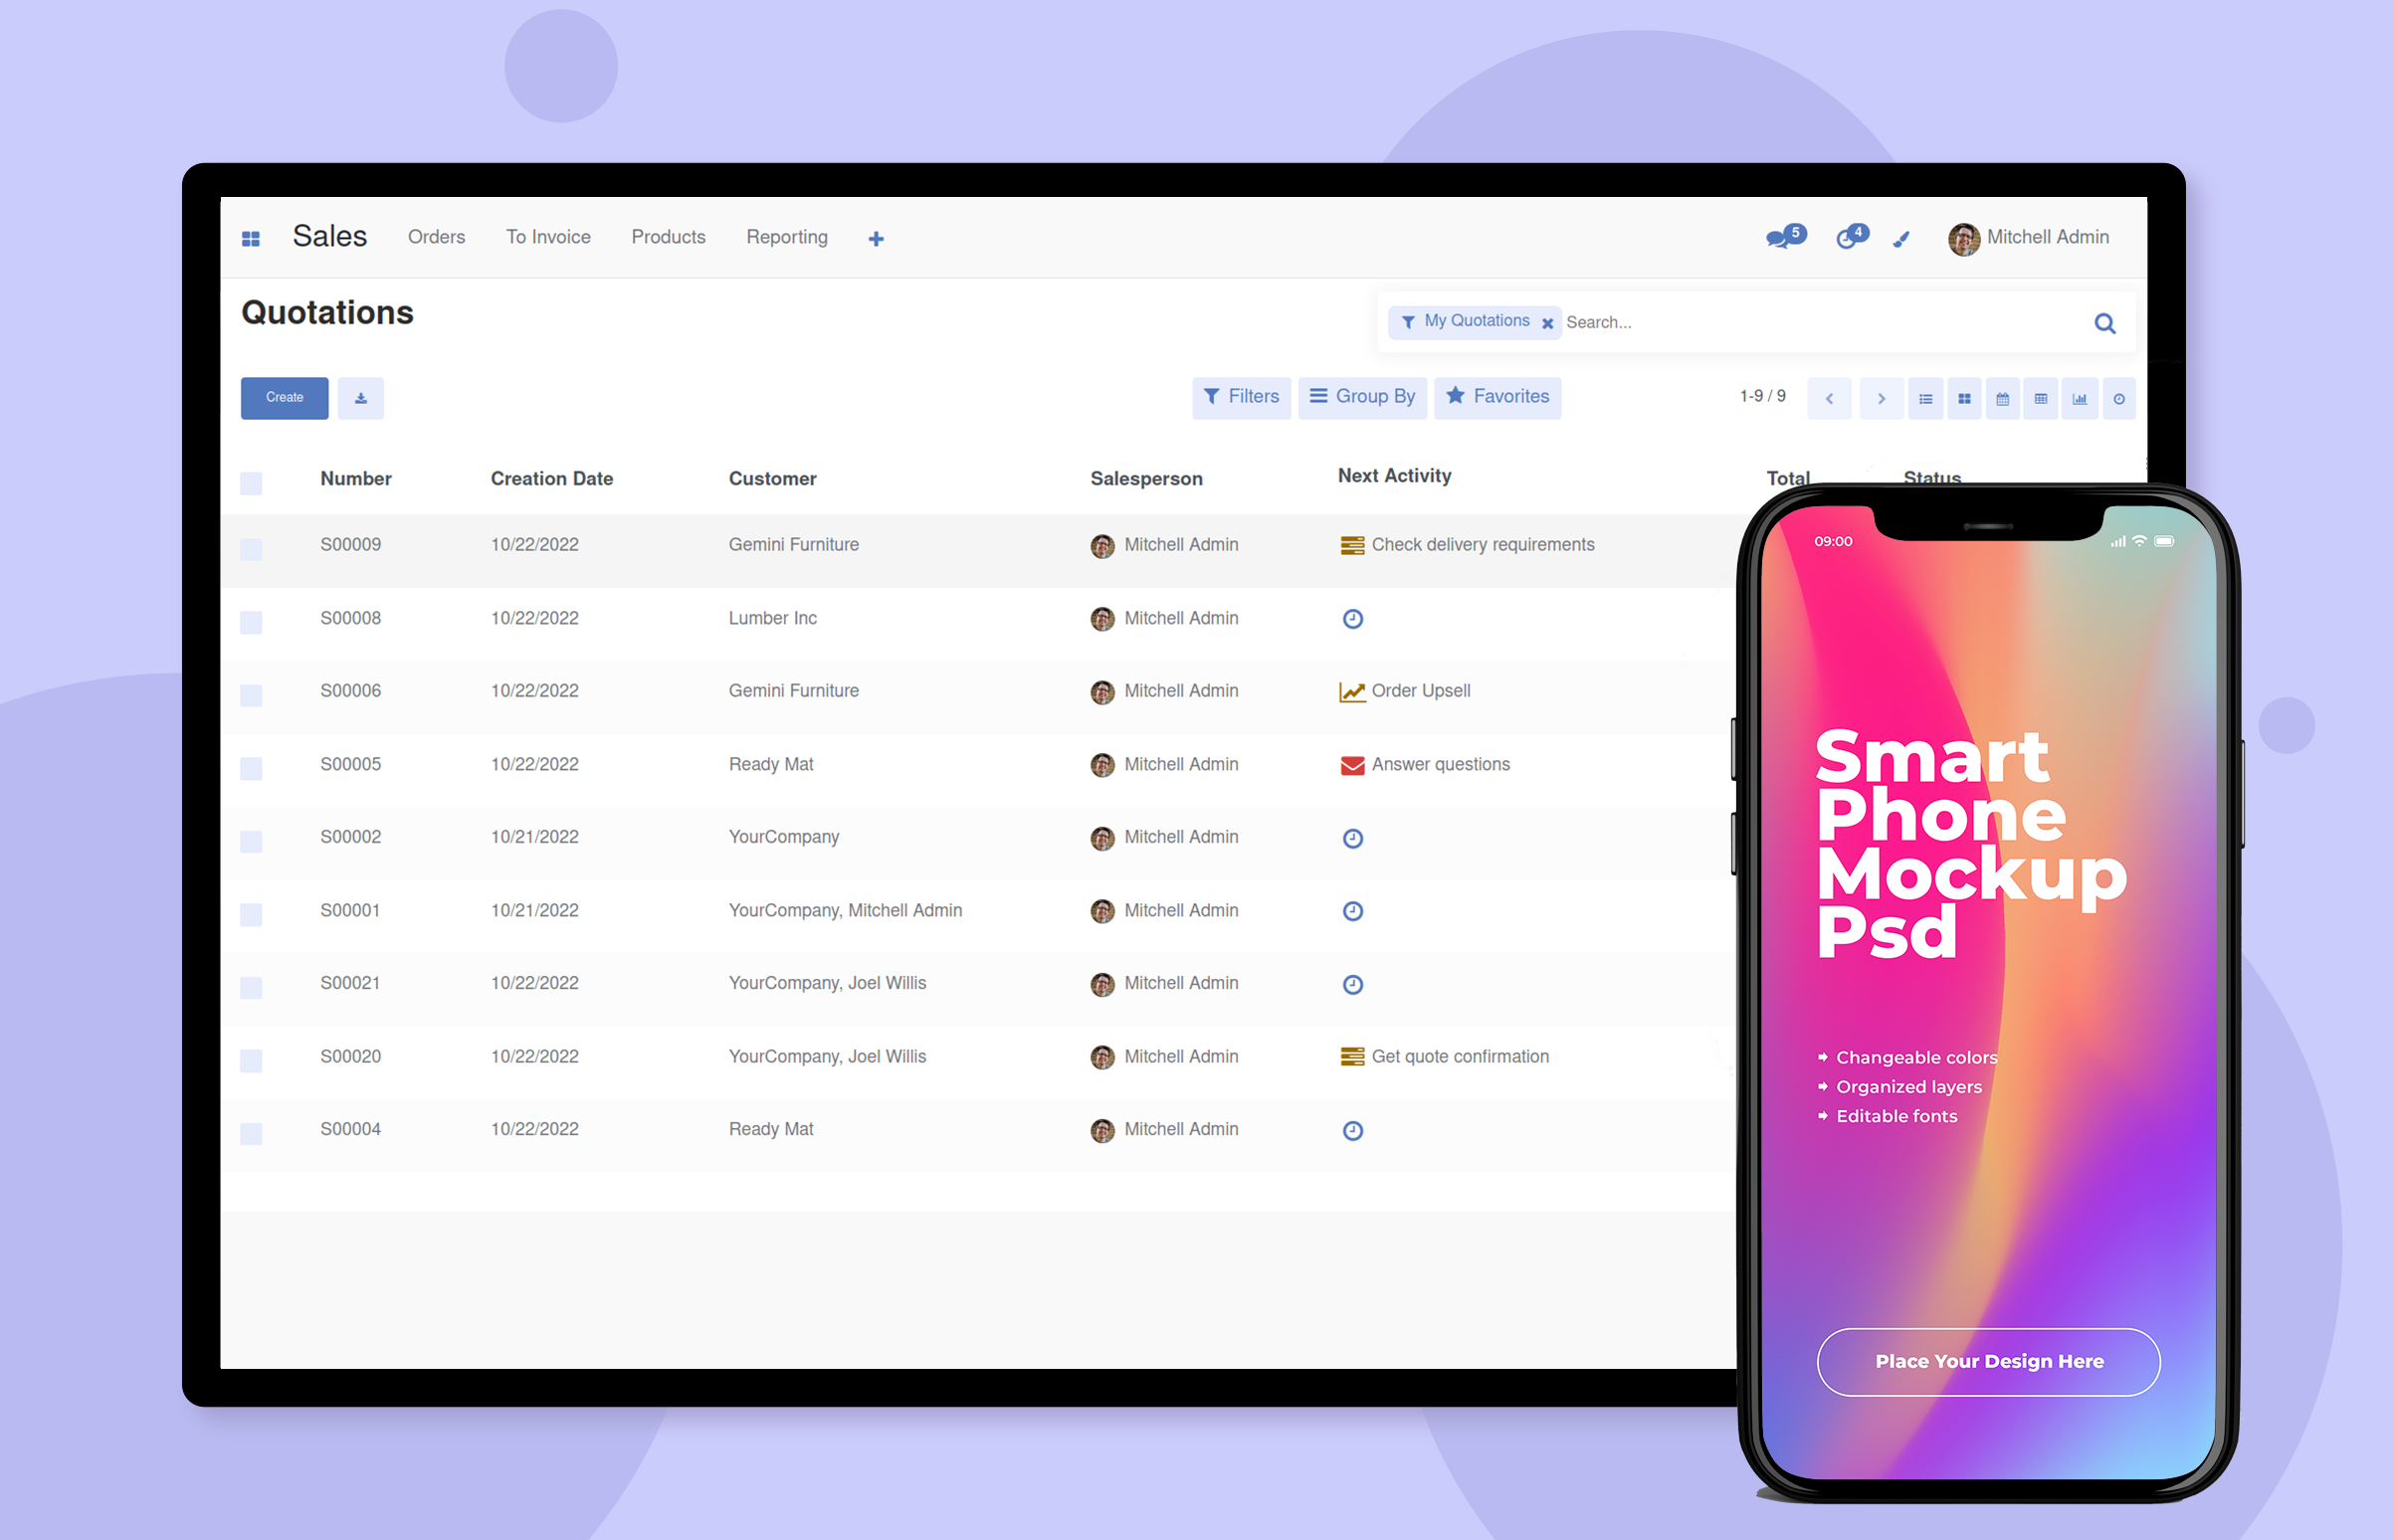 Sales Orders To Invoice Products Reporting 5 4 Mitchell Admin
Quotations
My Quotations Search...
Create Filters Group By Favorites 1-9 / 9
Number Creation Date Customer Salesperson Next Activity Total Status
S00009 10/22/2022 Gemini Furniture Mitchell Admin Check delivery requirements
S00008 10/22/2022 Lumber Inc Mitchell Admin
S00006 10/22/2022 Gemini Furniture Mitchell Admin Order Upsell
S00005 10/22/2022 Ready Mat Mitchell Admin Answer questions
S00002 10/21/2022 YourCompany Mitchell Admin
S00001 10/21/2022 YourCompany, Mitchell Admin Mitchell Admin
S00021 10/22/2022 YourCompany, Joel Willis Mitchell Admin
S00020 10/22/2022 YourCompany, Joel Willis Mitchell Admin Get quote confirmation
S00004 10/22/2022 Ready Mat Mitchell Admin
09:00
Smart
Phone
Mockup
Psd
Changeable colors
Organized layers
Editable fonts
Place Your Design Here